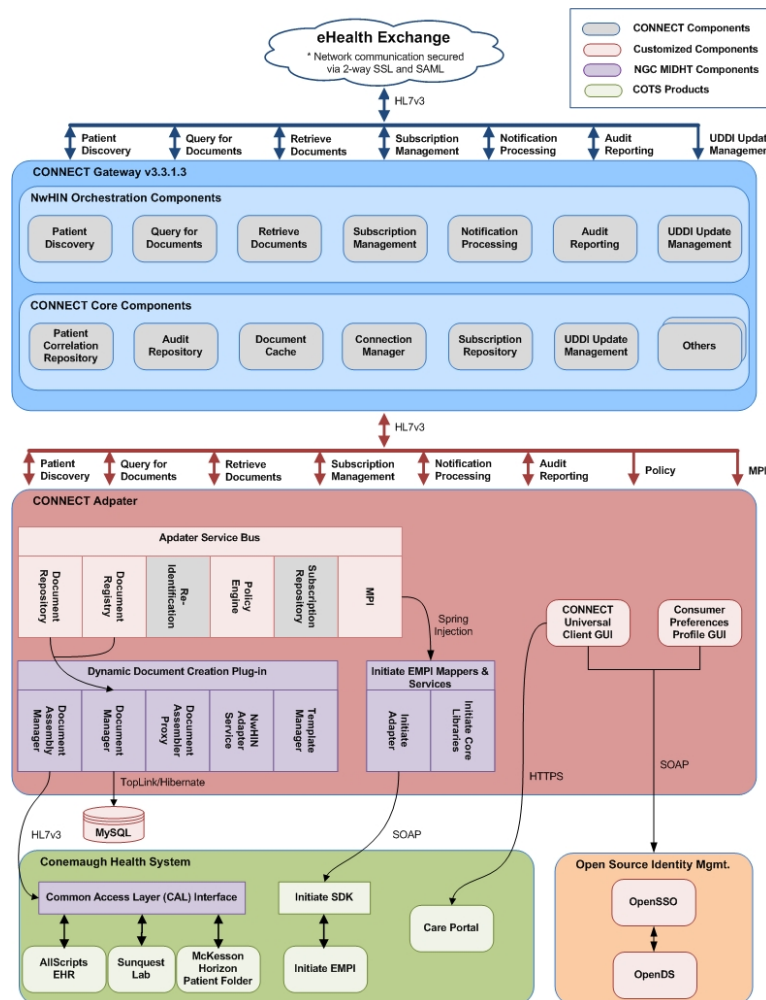 eHealth Exchange
* Network communication secured
via 2-way SSL and SAML
CONNECT Components
Customized Components
NGC MIDHT Components
COTS Products
HL7v3
Patient
Discovery
Query for
Documents
Retrieve
Documents
Subscription
Management
Notification
Processing
Audit
Reporting
UDDI Update
Management
CONNECT Gateway v3.3.1.3
NwHIN Orchestration Components
Patient
Discovery
Query for
Documents
Retrieve
Documents
Subscription
Management
Notification
Processing
Audit
Reporting
UDDI Update
Management
CONNECT Core Components
Patient
Correlation
Repository
Audit
Repository
Document
Cache
Connection
Manager
Subscription
Repository
UDDI Update
Management
Others
HL7v3
Patient
Discovery
Query for
Documents
Retrieve
Documents
Subscription
Management
Notification
Processing
Audit
Reporting
Policy
MPI
CONNECT Adpater
Apdater Service Bus
Document
Repository
Document
Registry
Re-
Identification
Policy
Engine
Subscription
Repository
MPI
Spring
Injection
CONNECT
Universal
Client GUI
Consumer
Preferences
Profile GUI
Dynamic Document Creation Plug-in
Document
Assembly
Manager
Document
Manager
Document
Assembler
Proxy
NwHIN
Adapter
Service
Template
Manager
Initiate EMPI Mappers &
Services
Initiate
Adapter
Initiate Core
Libraries
TopLink/Hibernate
HTTPS
SOAP
MySQL
HL7v3
SOAP
Conemaugh Health System
Common Access Layer (CAL) Interface
AllScripts
EHR
Sunquest
Lab
McKesson
Horizon
Patient Folder
Initiate SDK
Initiate EMPI
Care Portal
Open Source Identity Mgmt.
OpenSSO
OpenDS